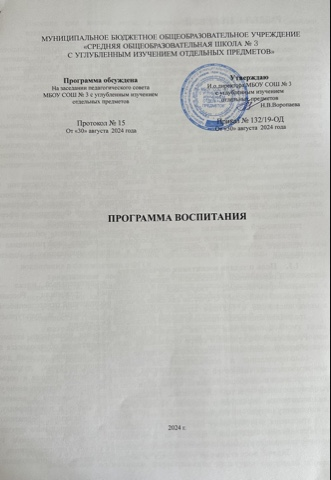 МУНИЦИПАЛЬНОЕ БЮДЖЕТНОЕ ОБЩЕОБРАЗОВАТЕЛЬНОЕ УЧРЕЖДЕНИЕ
«СРЕДНЯЯ ОБЩЕОБРАЗОВАТЕЛЬНАЯ ШКОЛА № 3
С УГЛУБЛЕННЫМ ИЗУЧЕНИЕМ ОТДЕЛЬНЫХ ПРЕДМЕТОВ»
Программа обсуждена
На заседании педагогического совета
МБОУ СОШ № 3 с углубленным изучением
отдельных предметов
Протокол № 15
От «30» августа 2024 года
Утверждаю
И.о директора МБОУ СОШ № 3
с углубленным изучением
отдельных предметов
Н.В.Воропаева
Приказ № 132/19-ОД
От «30» августа 2024 года
ПРОГРАММА ВОСПИТАНИЯ
2024 г.